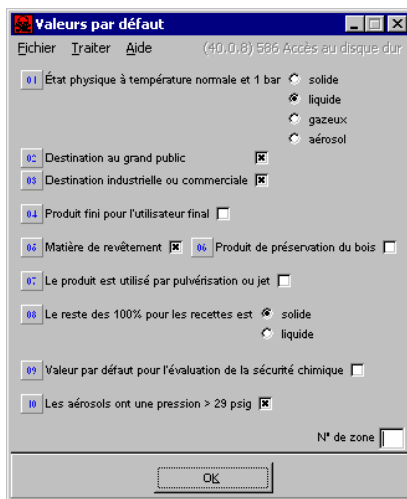 Valeurs par défaut
Fichier Traiter Aide (40.0.8) 586 Accès au disque dur
01 État physique à température normale et 1 bar solide
liquide
gazeux
aérosol
02 Destination au grand public
03 Destination industrielle ou commerciale
04 Produit fini pour l'utilisateur final
05 Matière de revêtement 06 Produit de préservation du bois
07 Le produit est utilisé par pulvérisation ou jet
08 Le reste des 100% pour les recettes est solide
liquide
09 Valeur par défaut pour l'évaluation de la sécurité chimique
10 Les aérosols ont une pression > 29 psig
N° de zone
OK